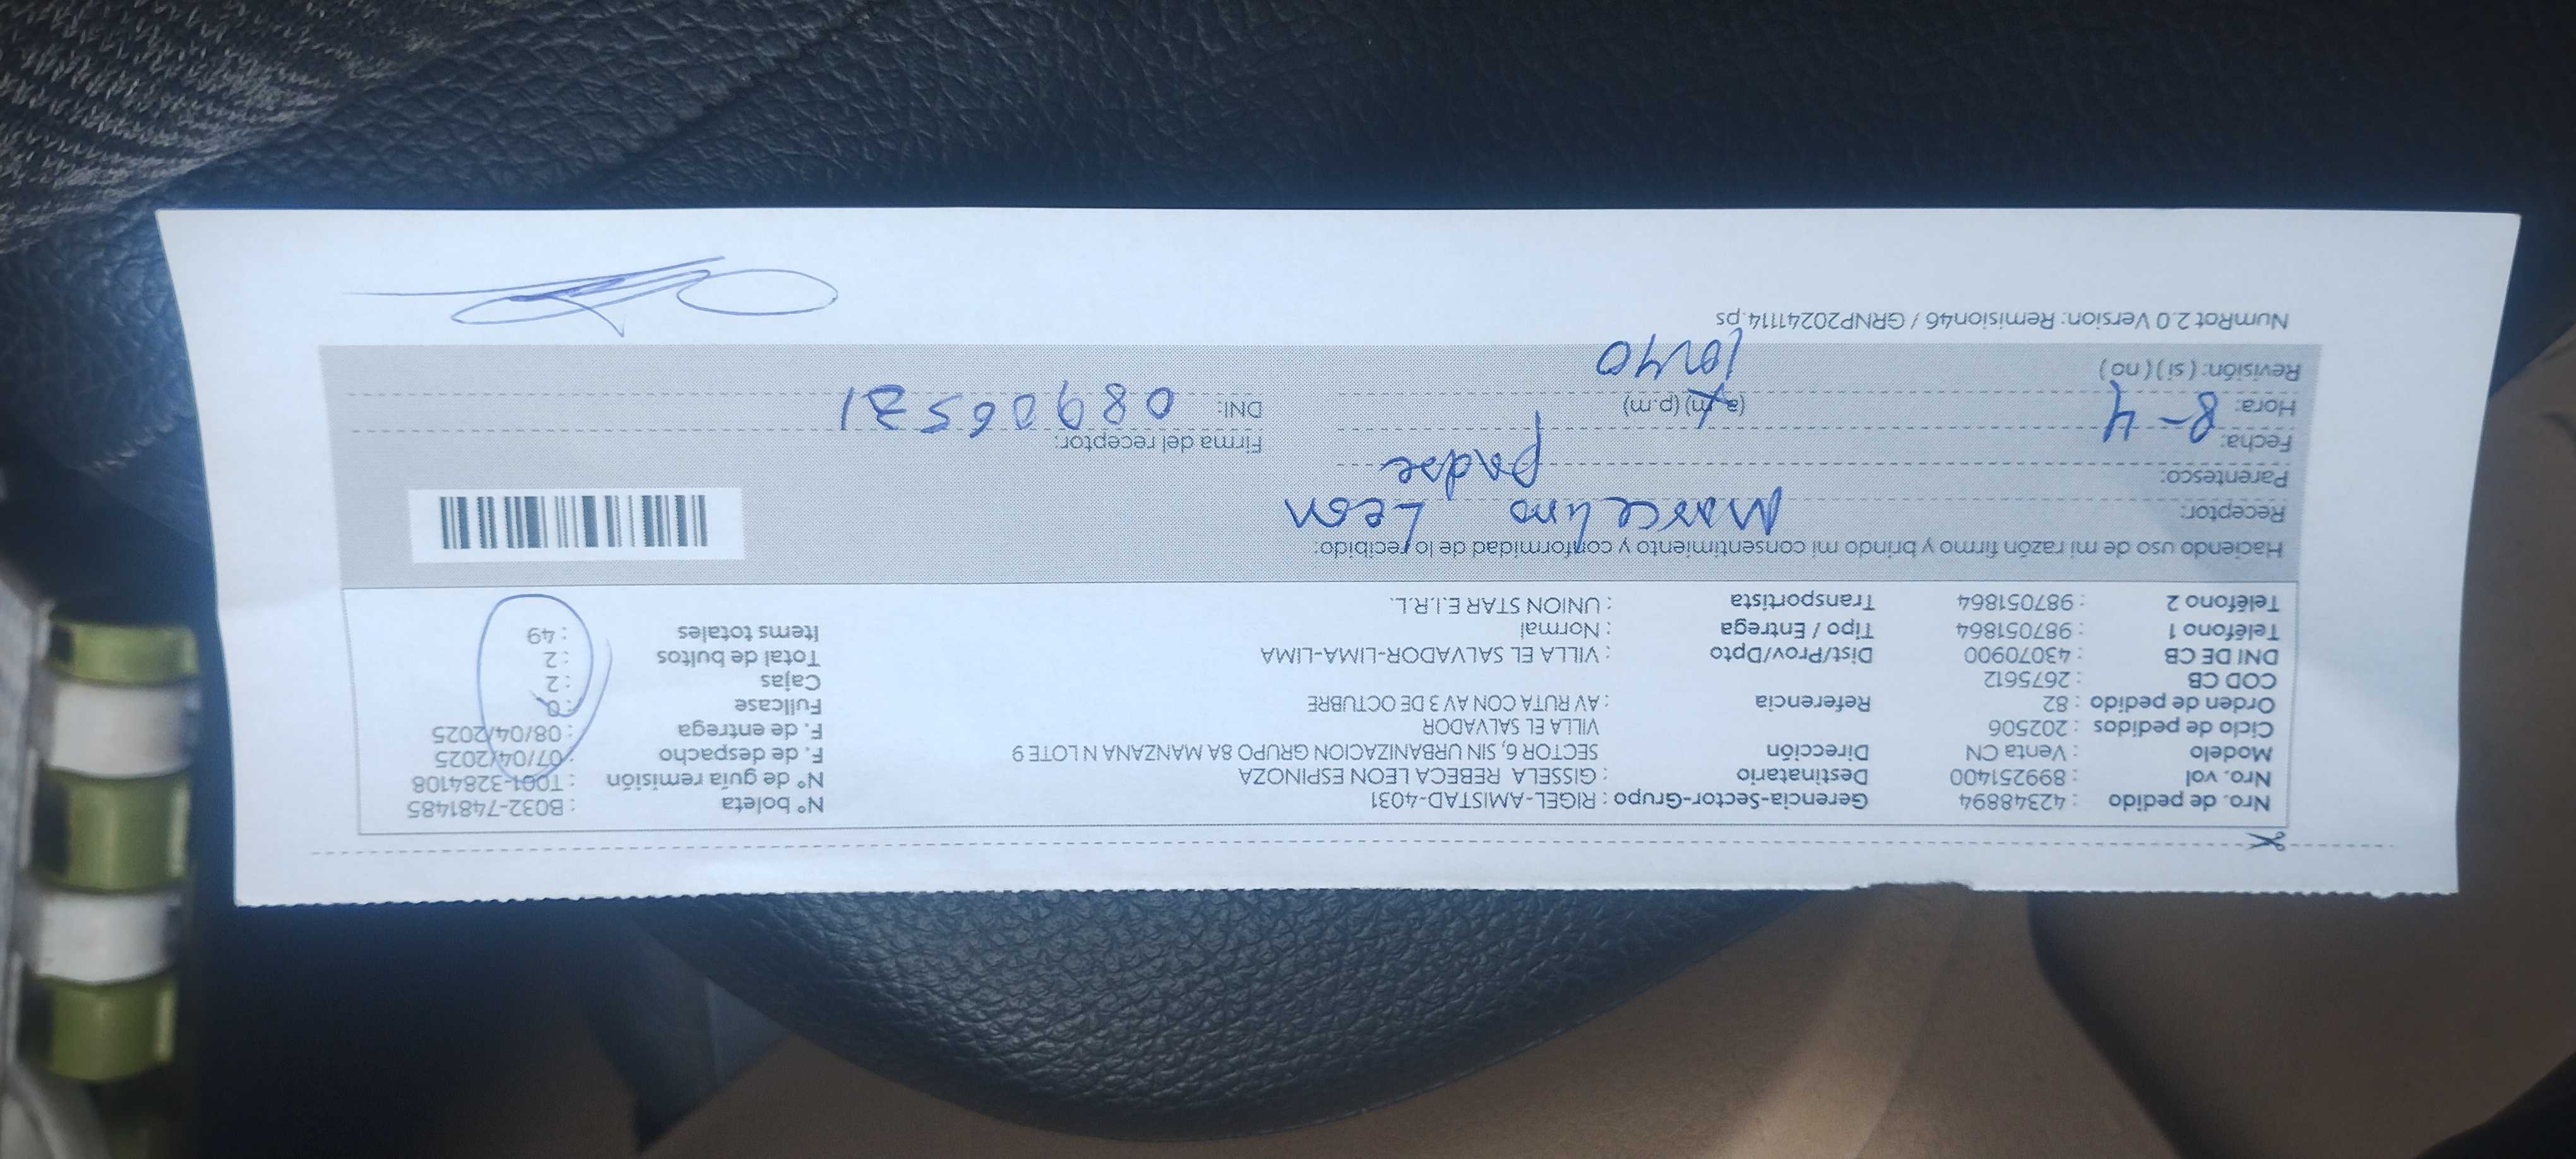 Nro. de pedido : 42348894 Gerencia-Sector-Grupo : RIGEL-AMISTAD-4031 N° boleta : B032-7481485
Nro. vol : 899251400 Destinatario : GISSELA REBECA LEON ESPINOZA N° de guía remisión : T001-3284108
Modelo : Venta CN Dirección SECTOR 6, SIN URBANIZACION GRUPO 8A MANZANA N LOTE 9 F. de despacho : 07/04/2025
Ciclo de pedidos : 202506 VILLA EL SALVADOR F. de entrega : 08/04/2025
Orden de pedido : 82 Referencia : AV RUTA CON AV 3 DE OCTUBRE Fullcase : 0
COD CB : 2675612 Cajas : 2
DNI DE CB : 43070900 Dist/Prov/Dpto : VILLA EL SALVADOR-LIMA-LIMA Total de bultos : 2
Teléfono 1 : 987051864 Tipo / Entrega : Normal Items totales : 49
Teléfono 2 : 987051864 Transportista : UNION STAR E.I.R.L.
Haciendo uso de mi razón firmo y brindo mi consentimiento y conformidad de lo recibido:
Receptor: Marcelino Leon
Parentesco: padre
Fecha: 8-4 Firma del receptor:
Hora: (a.m) (p.m) DNI: 08906531
Revisión: ( si ) ( no ) 10:40
NumRot 2.0 Version: Remision46 / GRNP20241114.ps